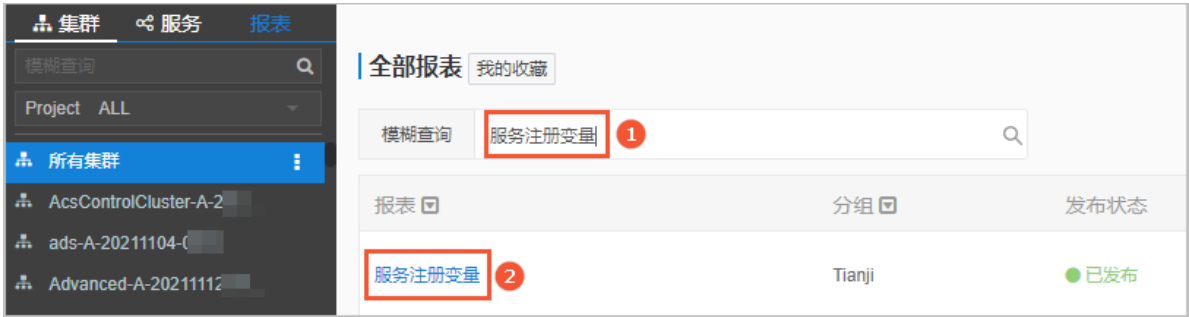 集群 服务 报表
模糊查询
Project ALL
所有集群
AcsControlCluster-A-2
ads-A-20211104-0
Advanced-A-20211112
全部报表 我的收藏
模糊查询 服务注册变量 1
报表 分组 发布状态
服务注册变量 2 Tianji 已发布